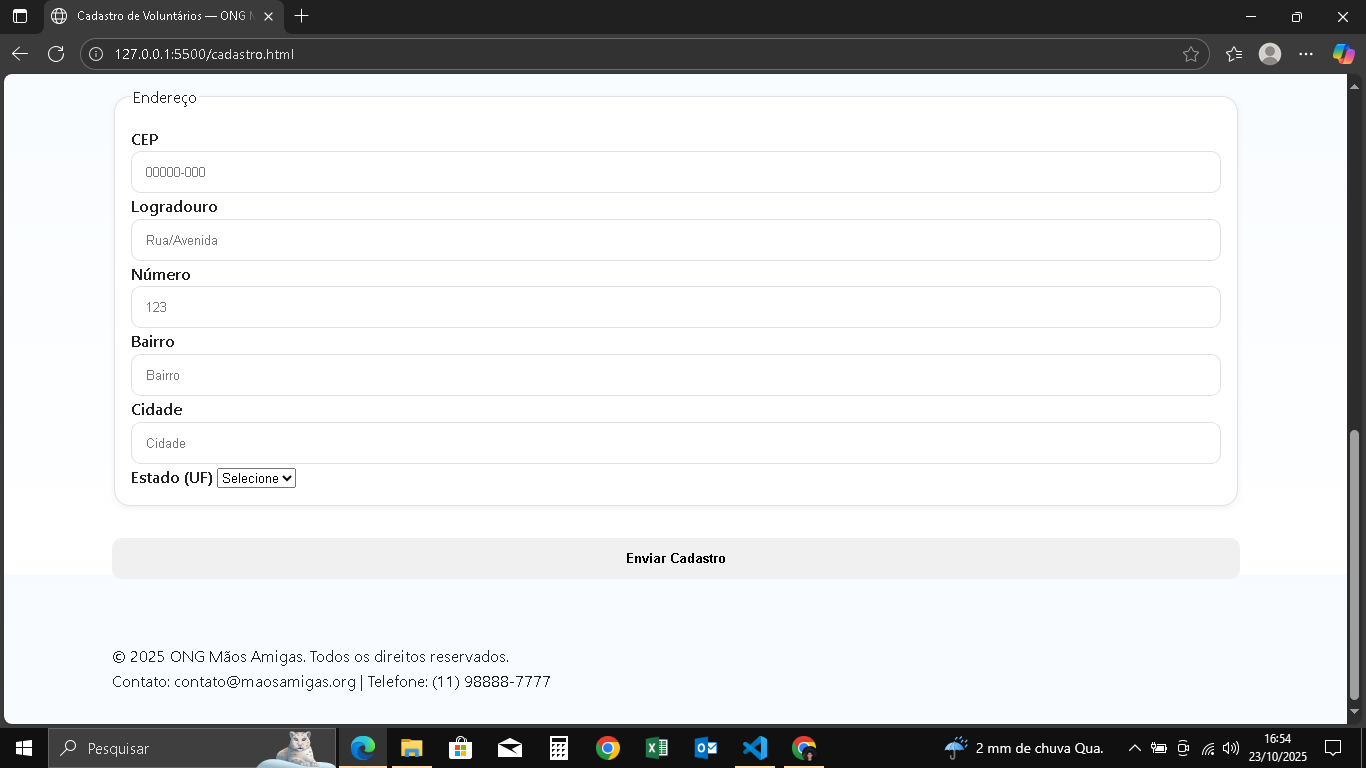 Cadastro de Voluntários — ONG
127.0.0.1:5500/cadastro.html
Endereço
CEP
00000-000
Logradouro
Rua/Avenida
Número
123
Bairro
Bairro
Cidade
Cidade
Estado (UF) Selecione
Enviar Cadastro
© 2025 ONG Mãos Amigas. Todos os direitos reservados.
Contato: contato@maosamigas.org | Telefone: (11) 98888-7777
Pesquisar
2 mm de chuva Qua.
16:54
23/10/2025